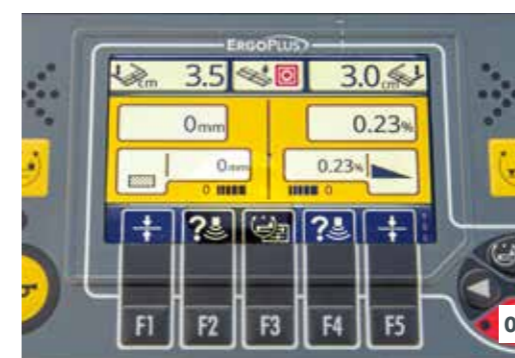 ERGOPLUS
cm 3.5 3.0 cm
0mm 0.23%
0mm 0.23%
0 0
? ?
F1 F2 F3 F4 F5
0